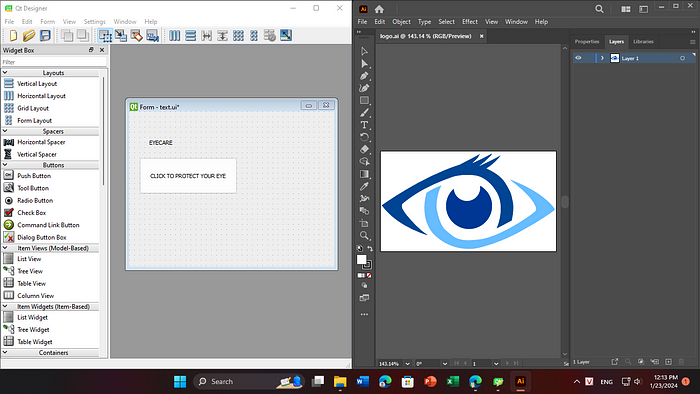 Qt Designer
File Edit Form View Settings Window Help
Widget Box
Filter
Layouts
Vertical Layout
Horizontal Layout
Grid Layout
Form Layout
Spacers
Horizontal Spacer
Vertical Spacer
Buttons
Push Button
Tool Button
Radio Button
Check Box
Command Link Button
Dialog Button Box
Item Views (Model-Based)
List View
Tree View
Table View
Column View
Item Widgets (Item-Based)
List Widget
Tree Widget
Table Widget
Containers
Qt Form - text.ui*
EYECARE
CLICK TO PROTECT YOUR EYE
Ai
File Edit Object Type Select Effect View Window Help
logo.ai @ 143.14 % (RGB/Preview)
Properties Layers Libraries
Layer 1
143.14% 0° 1 Se
1 Layer
Search
V ENG
12:13 PM
1/23/2024